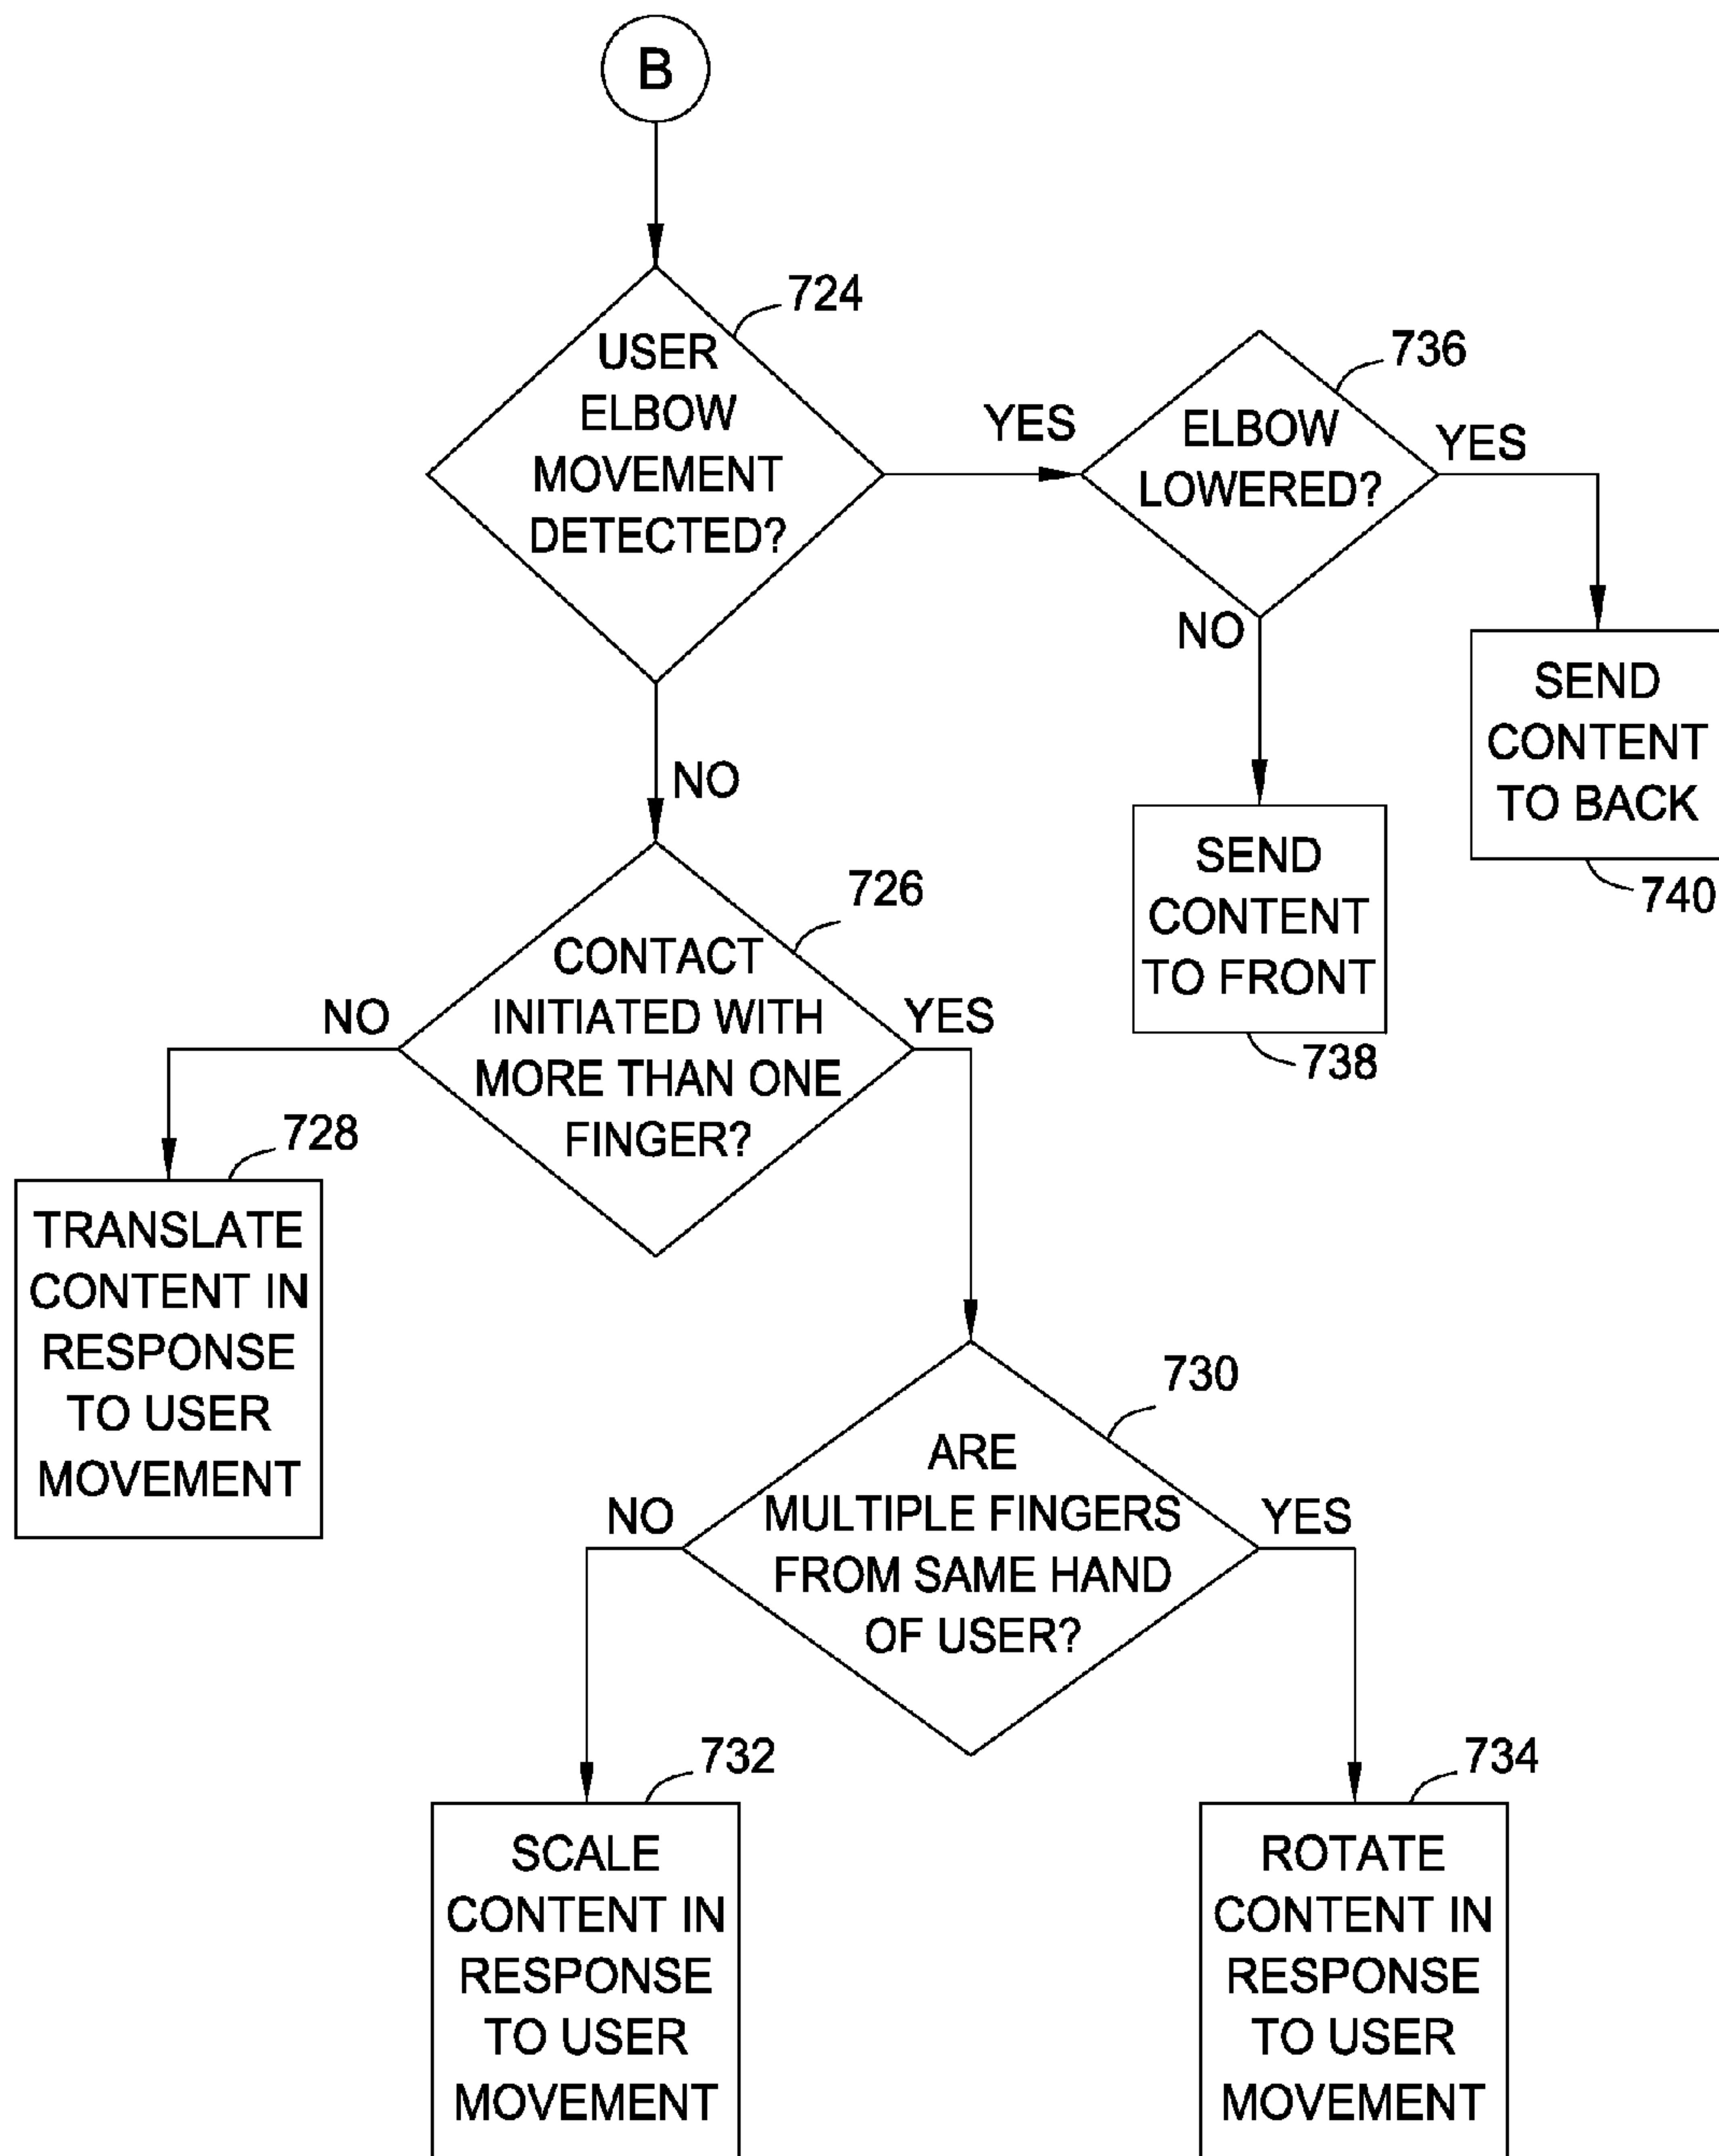 B
724
USER
ELBOW
MOVEMENT
DETECTED?
YES
736
ELBOW
LOWERED?
YES
NO
SEND
CONTENT
TO BACK
740
SEND
CONTENT
TO FRONT
738
NO
726
CONTACT
INITIATED WITH
MORE THAN ONE
FINGER?
NO
YES
728
TRANSLATE
CONTENT IN
RESPONSE
TO USER
MOVEMENT
730
ARE
MULTIPLE FINGERS
FROM SAME HAND
OF USER?
NO
YES
732
SCALE
CONTENT IN
RESPONSE
TO USER
MOVEMENT
734
ROTATE
CONTENT IN
RESPONSE
TO USER
MOVEMENT